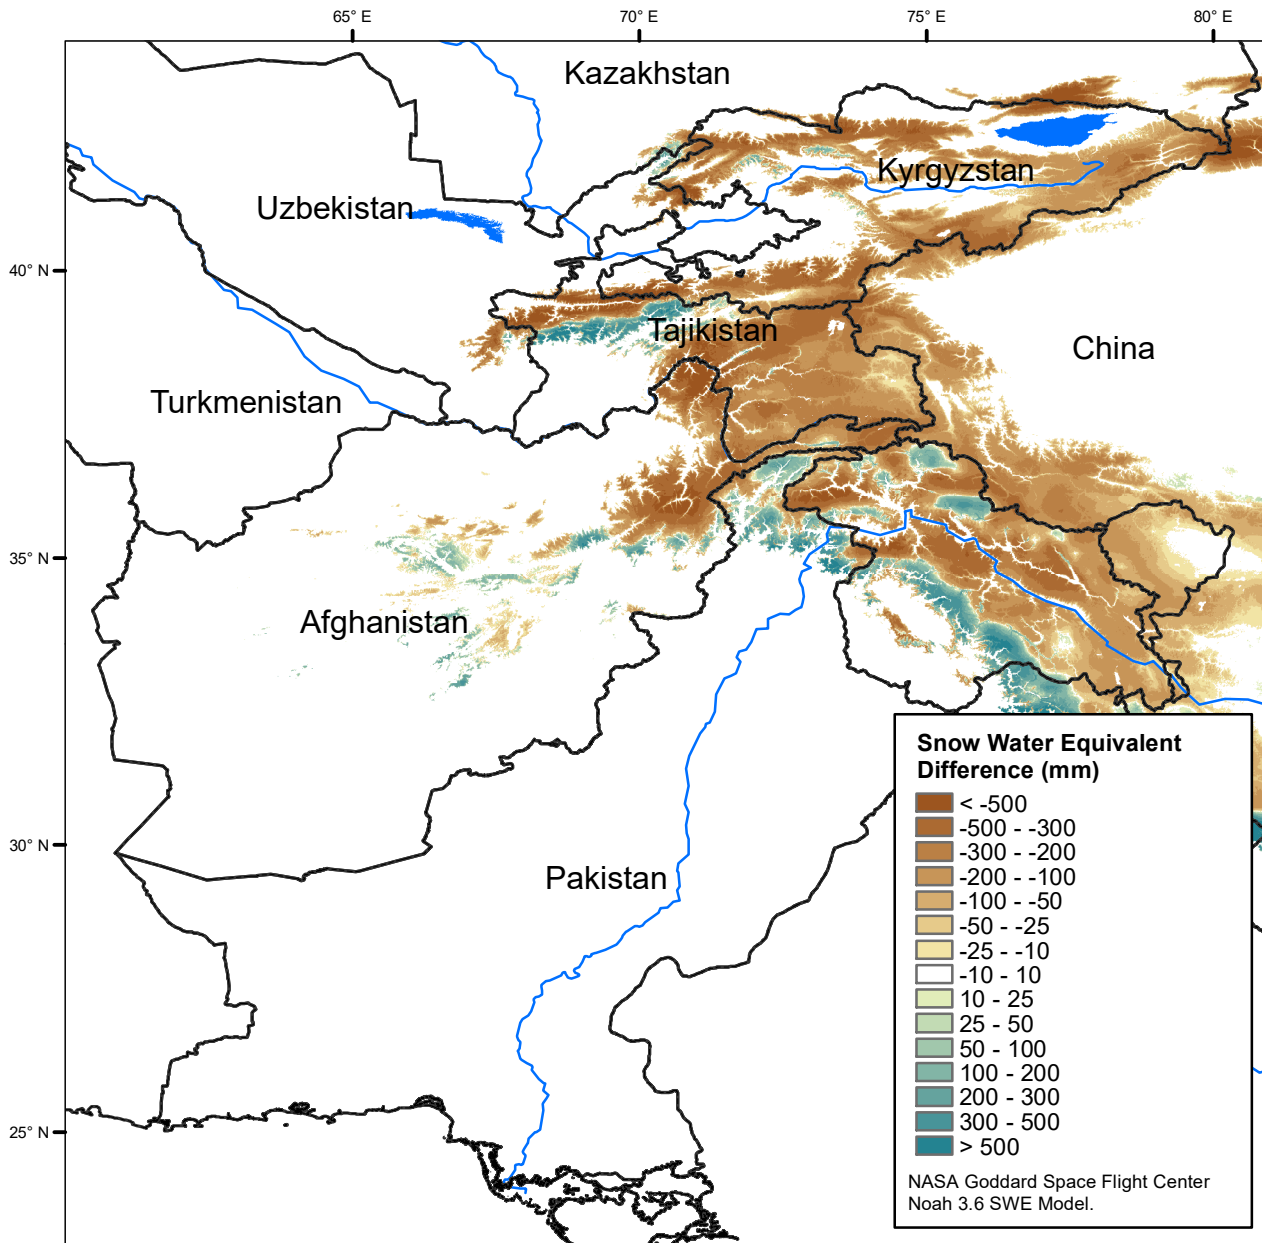 65° E
70° E
75° E
80° E
Kazakhstan
Kyrgyzstan
Uzbekistan
40° N
Tajikistan
China
Turkmenistan
35° N
Afghanistan
Snow Water Equivalent
Difference (mm)
< -500
-500 - -300
-300 - -200
-200 - -100
-100 - -50
-50 - -25
-25 - -10
-10 - 10
10 - 25
25 - 50
50 - 100
100 - 200
200 - 300
300 - 500
> 500
NASA Goddard Space Flight Center
Noah 3.6 SWE Model.
30° N
Pakistan
25° N